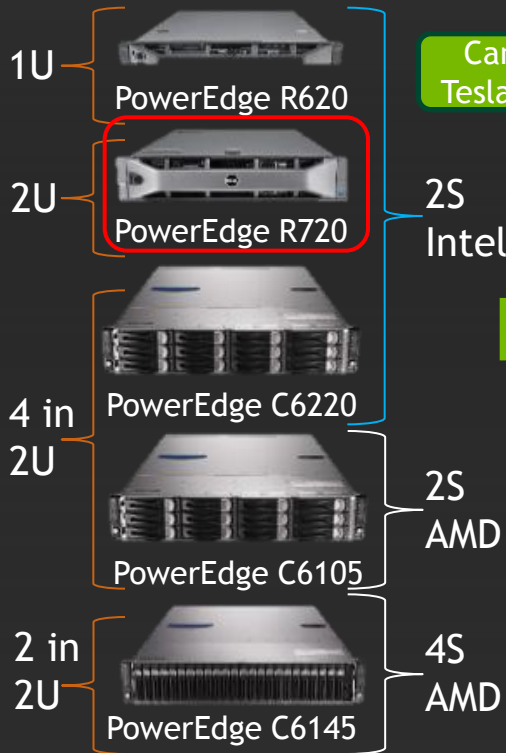 1U
PowerEdge R620
2U
PowerEdge R720
4 in
2U
PowerEdge C6220
PowerEdge C6105
2 in
2U
PowerEdge C6145
2S
Intel
2S
AMD
4S
AMD
Tesla